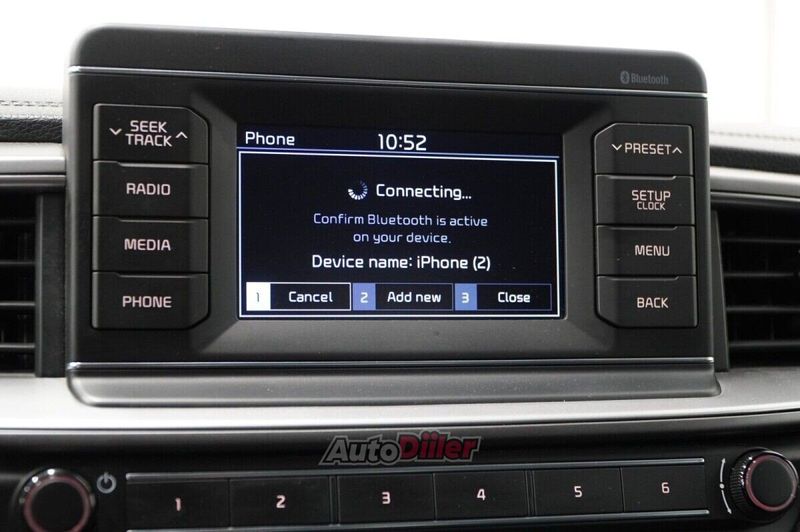 Bluetooth
SEEK
TRACK
RADIO
MEDIA
PHONE
Phone 10:52
Connecting...
Confirm Bluetooth is active
on your device.
Device name: iPhone (2)
1 Cancel 2 Add new 3 Close
PRESET
SETUP
CLOCK
MENU
BACK
AutoDiiler
1 2 3 4 5 6